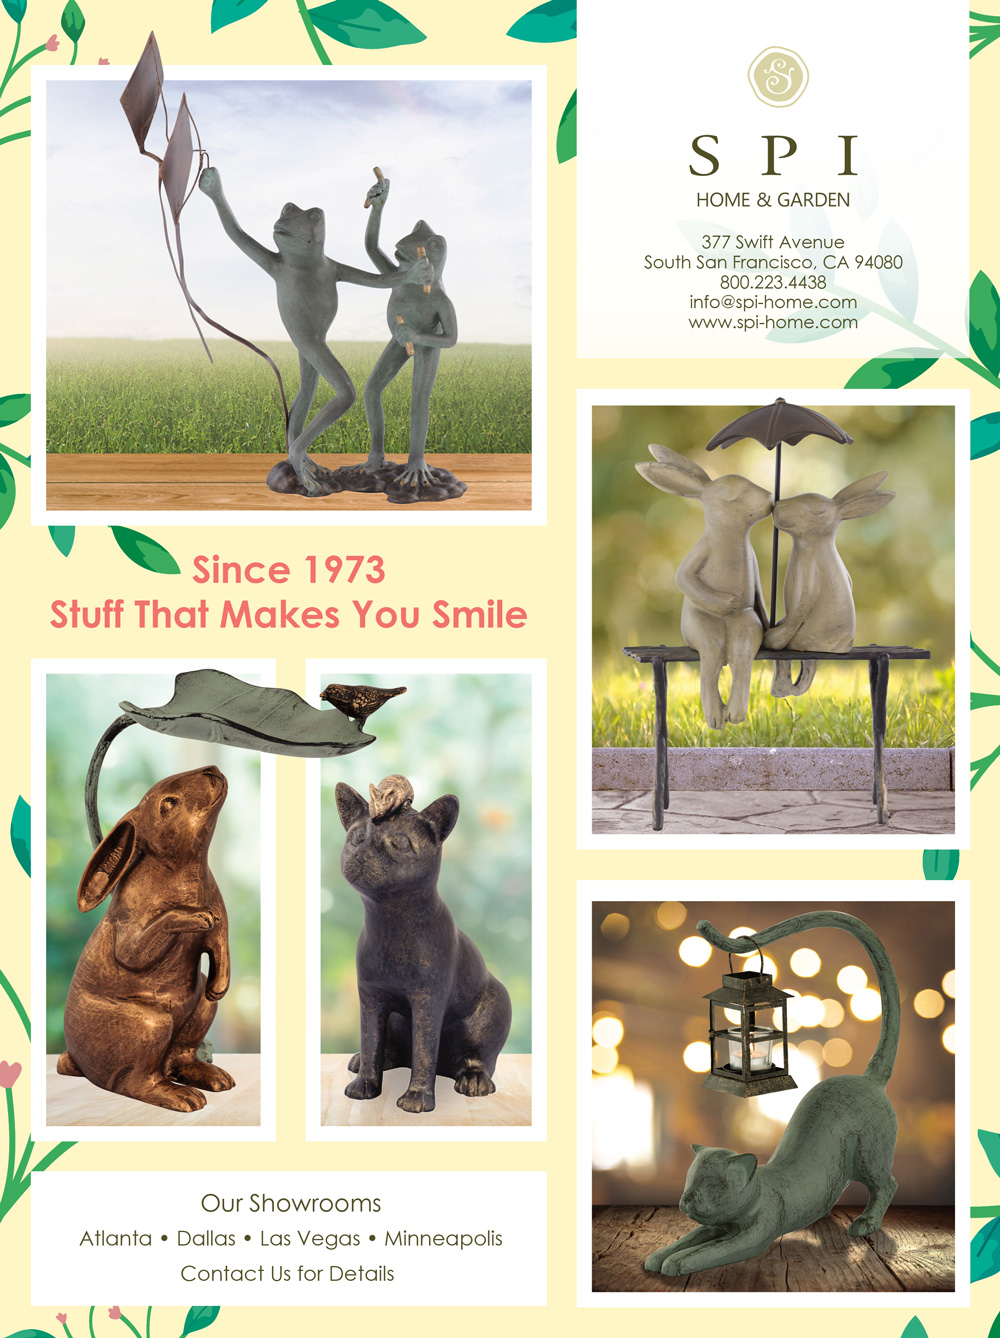 S P I
HOME & GARDEN
377 Swift Avenue
South San Francisco, CA 94080
800.223.4438
info@spi-home.com
www.spi-home.com
Since 1973
Stuff That Makes You Smile
Our Showrooms
Atlanta • Dallas • Las Vegas • Minneapolis
Contact Us for Details